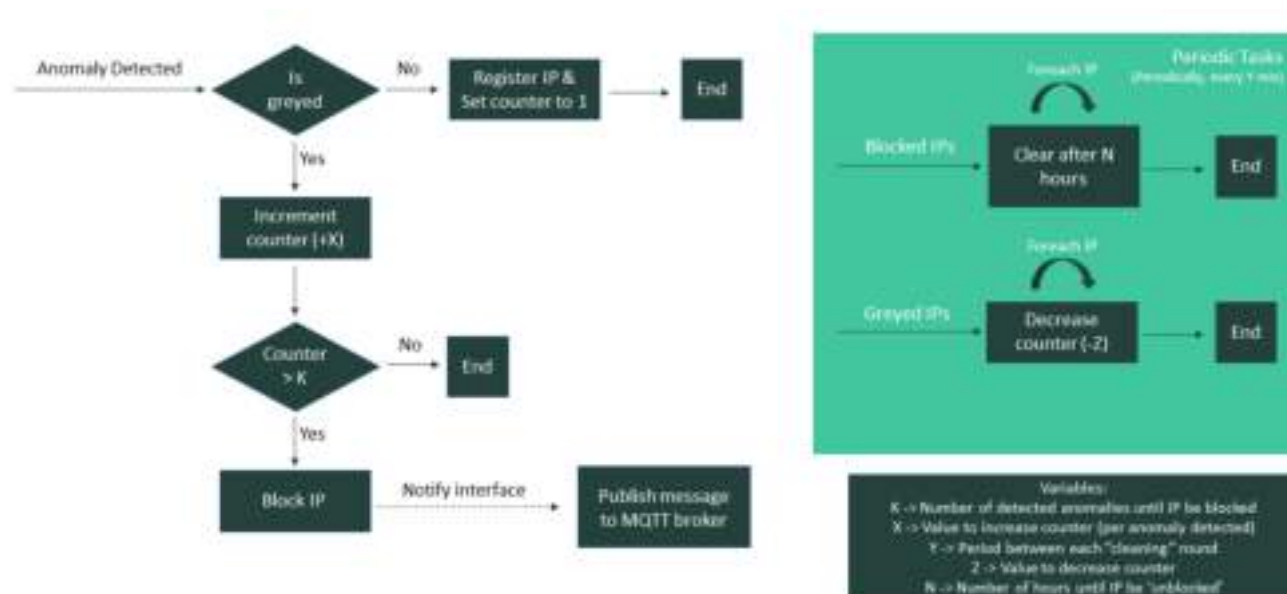 Anomaly Detected
Is
greyed
No
Register IP &
Set counter to 1
End
Yes
Increment
counter (+X)
Counter
> K
No
End
Yes
Block IP
Notify interface
Publish message
to MQTT broker
Periodic Tasks
(Periodically, every Y min)
Foreach IP
Blocked IPs
Clear after N
hours
End
Foreach IP
Greyed IPs
Decrease
counter (-Z)
End
Variables:
K -> Number of detected anomalies until IP be blocked
X -> Value to increase counter (per anomaly detected)
Y -> Period between each "cleaning" round
Z -> Value to decrease counter
N -> Number of hours until IP be 'unblocked'